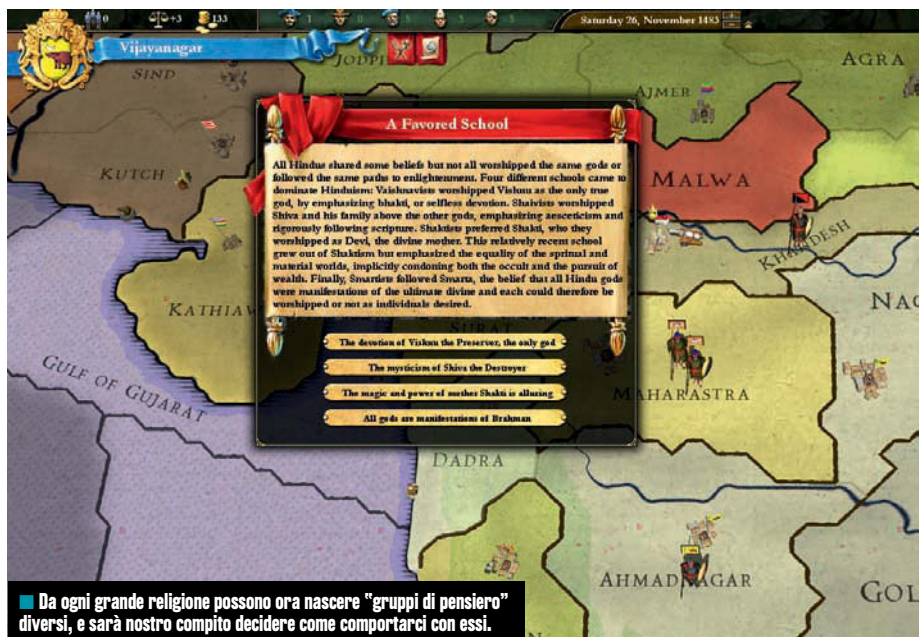 +3
133
1
0
Saturday 26, November 1483
Vijayanagar
SIND
AGRA
AJMER
A Favored School
All Hindus shared some beliefs but not all worshipped the same gods or
followed the same paths to enlightenment. Four different schools came to
dominate Hinduism: Vaishnavists worshipped Vishnu as the only true
god, by emphasizing bhakti, or selfless devotion. Shaivists worshipped
Shiva and his family above the other gods, emphasizing aesceticism and
rigorously following scripture. Shaktists preferred Shakti, who they
worshipped as Devi, the divine mother. This relatively recent school
grew out of Shaktism but emphasized the equality of the spritual and
material worlds, implicitly condoning both the occult and the pursuit of
wealth. Finally, Smartists followed Smarta, the belief that all Hindu gods
were manifestations of the ultimate divine and each could therefore be
worshipped or not as individuals desired.
KUTCH
MALWA
KHANDESH
KATHIAW
NAG
SURAT
The devotion of Vishnu the Preserver, the only god
The mysticism of Shiva the Destroyer
The magic and power of mother Shakti is alluring
All gods are manifestations of Brahman
GULF OF GUJARAT
MAHARASTRA
DADRA
AHMADNAGAR
GOL
Da ogni grande religione possono ora nascere "gruppi di pensiero"
diversi, e sarà nostro compito decidere come comportarci con essi.